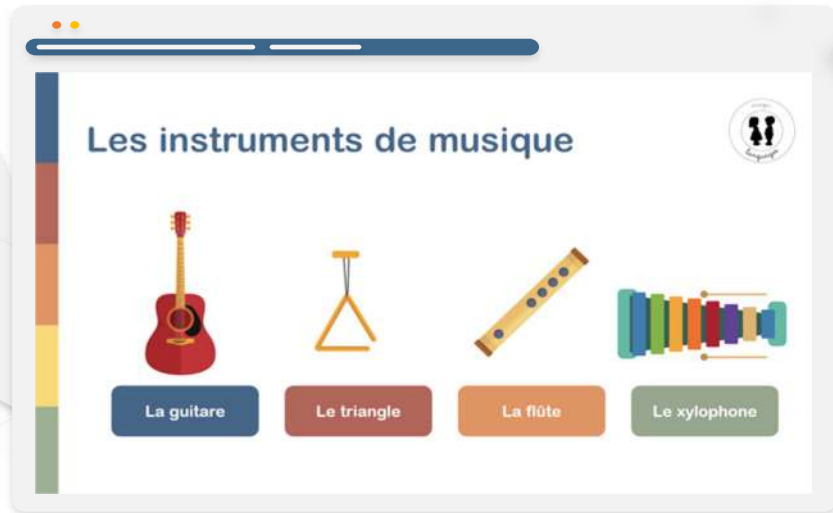 Les instruments de musique
La guitare
Le triangle
La flûte
Le xylophone